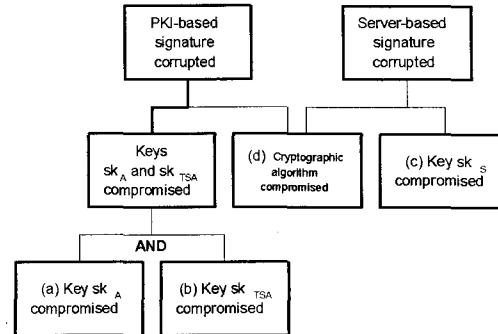 PKI-based
signature
corrupted
Server-based
signature
corrupted
Keys
sk A and sk TSA
compromised
(d) Cryptographic
algorithm
compromised
(c) Key sk S
compromised
AND
(a) Key sk A
compromised
(b) Key sk TSA
compromised